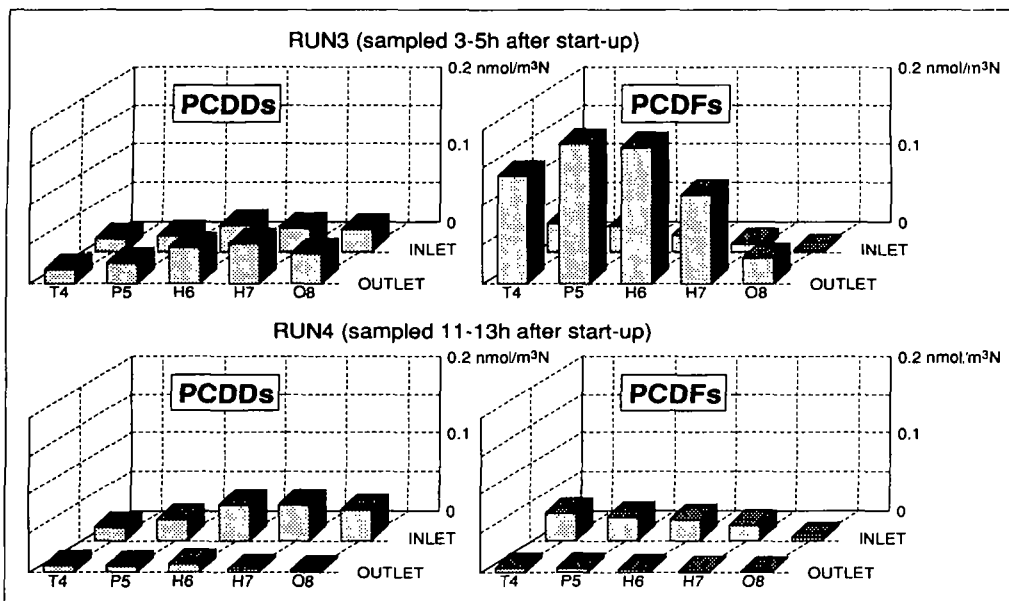 RUN3 (sampled 3-5h after start-up)
0.2 nmol/m³N
0.2 nmol/m³N
PCDDs
PCDFs
0.1
0.1
0
0
INLET
INLET
OUTLET
OUTLET
T4 P5 H6 H7 O8
T4 P5 H6 H7 O8
RUN4 (sampled 11-13h after start-up)
0.2 nmol/m³N
0.2 nmol/m³N
PCDDs
PCDFs
0.1
0.1
0
0
INLET
INLET
OUTLET
OUTLET
T4 P5 H6 H7 O8
T4 P5 H6 H7 O8